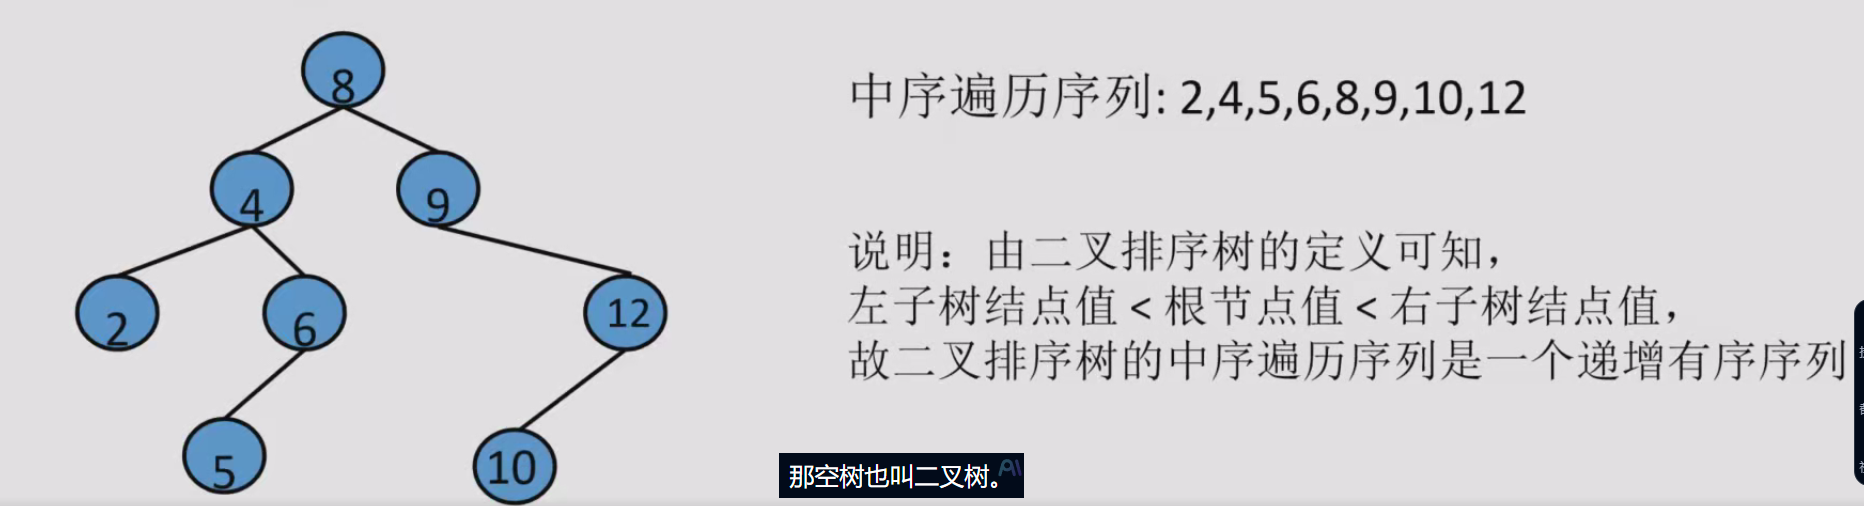 8
中序遍历序列: 2,4,5,6,8,9,10,12
4
9
说明：由二叉排序树的定义可知，
左子树结点值 < 根节点值 < 右子树结点值，
故二叉排序树的中序遍历序列是一个递增有序序列
2
6
12
5
10
那空树也叫二叉树。
AI